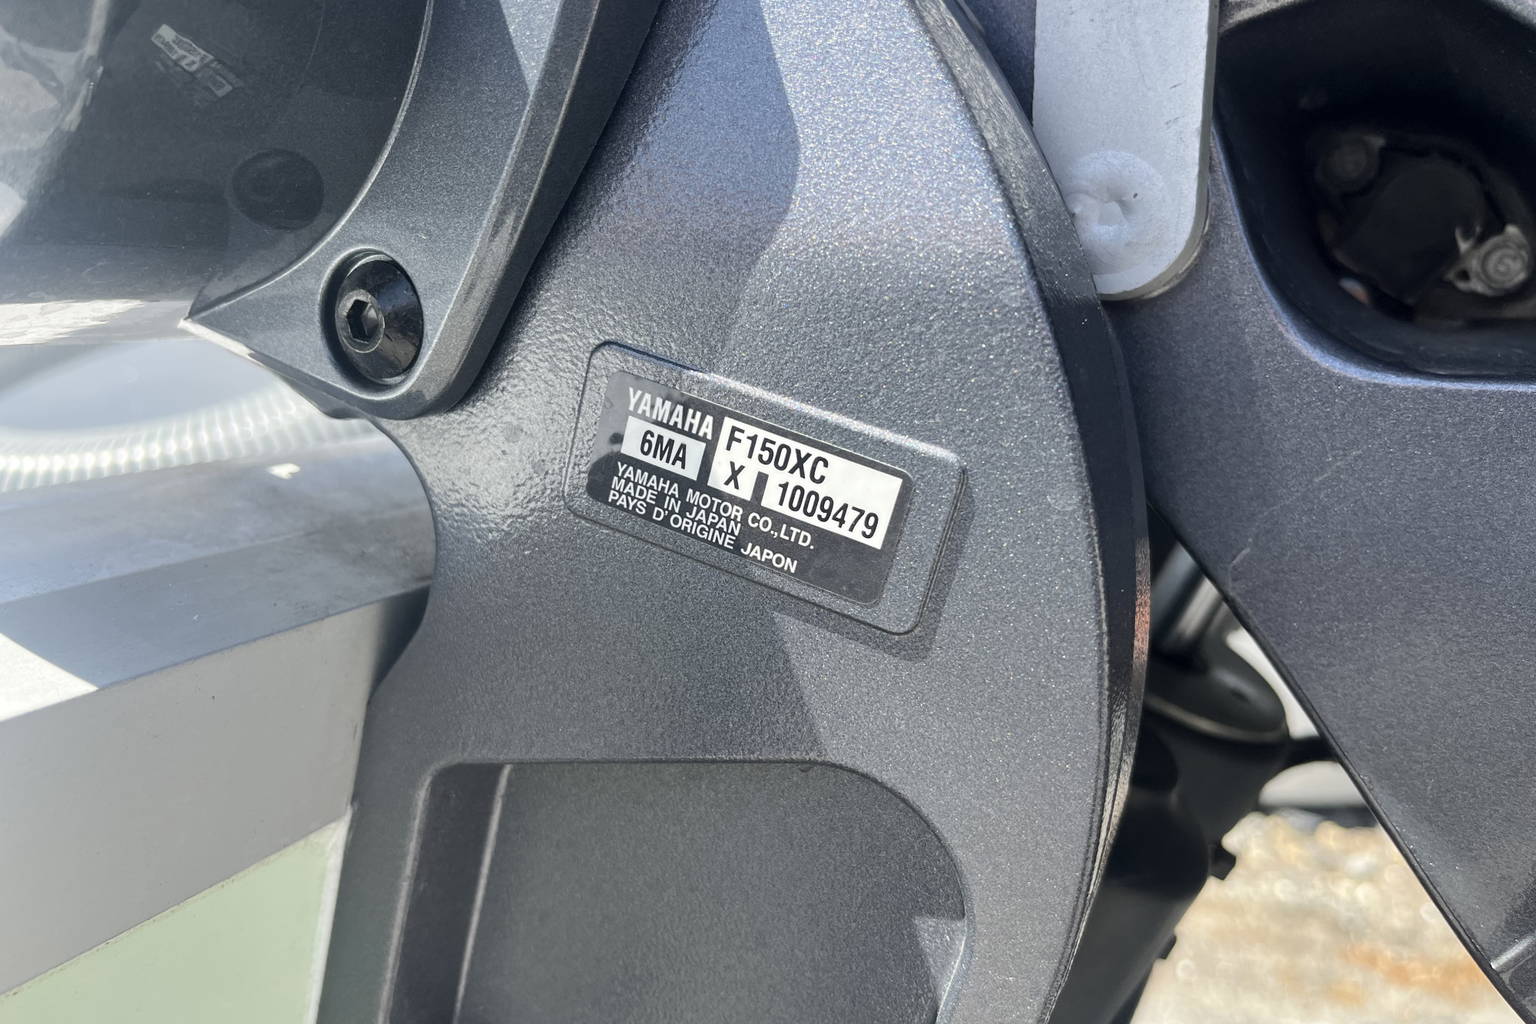 YAMAHA F150XC
6MA X 1009479
YAMAHA MOTOR CO.,LTD.
MADE IN JAPAN
PAYS D'ORIGINE JAPON